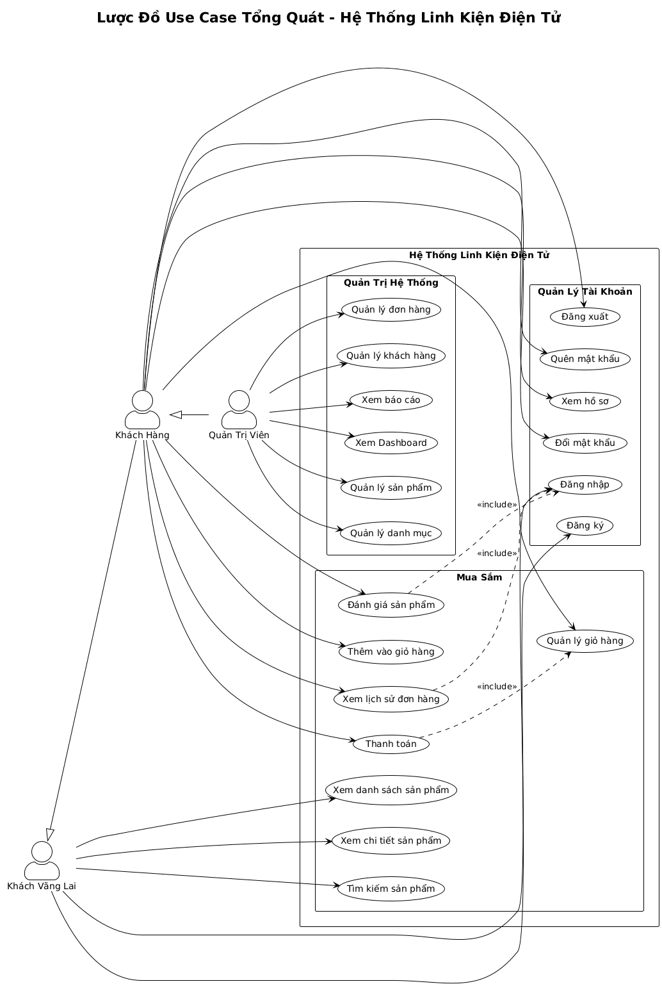 Lược Đồ Use Case Tổng Quát - Hệ Thống Linh Kiện Điện Tử
Hệ Thống Linh Kiện Điện Tử
Quản Trị Hệ Thống
Quản lý đơn hàng
Quản lý khách hàng
Xem báo cáo
Xem Dashboard
Quản lý sản phẩm
Quản lý danh mục
Quản Lý Tài Khoản
Đăng xuất
Quên mật khẩu
Xem hồ sơ
Đổi mật khẩu
Đăng nhập
Đăng ký
Khách Hàng
Quản Trị Viên
«include»
«include»
Mua Sắm
Đánh giá sản phẩm
Quản lý giỏ hàng
Thêm vào giỏ hàng
«include»
Xem lịch sử đơn hàng
Thanh toán
Xem danh sách sản phẩm
Xem chi tiết sản phẩm
Tìm kiếm sản phẩm
Khách Vãng Lai